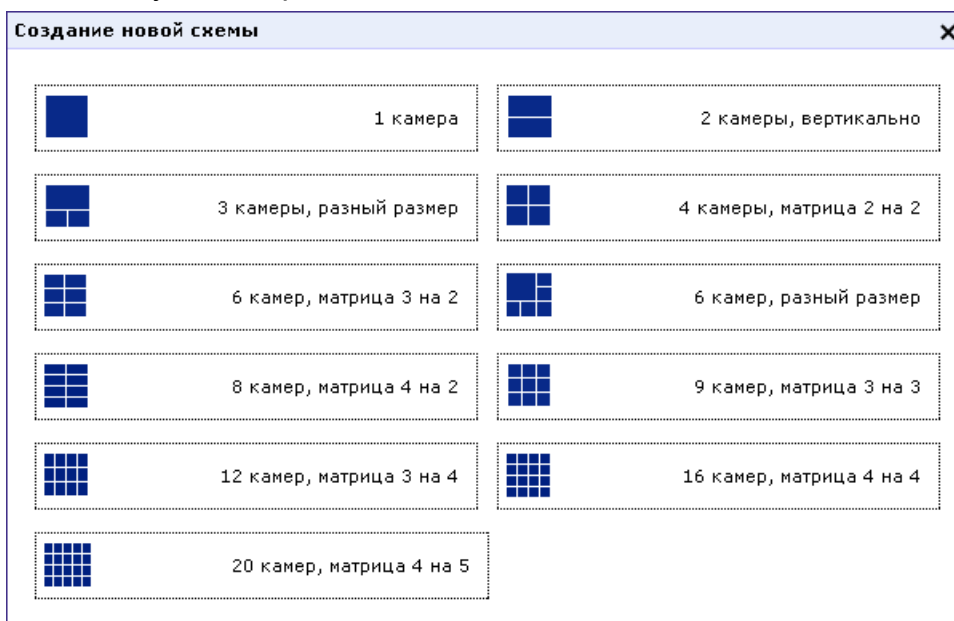 Создание новой схемы
1 камера
2 камеры, вертикально
3 камеры, разный размер
4 камеры, матрица 2 на 2
6 камер, матрица 3 на 2
6 камер, разный размер
8 камер, матрица 4 на 2
9 камер, матрица 3 на 3
12 камер, матрица 3 на 4
16 камер, матрица 4 на 4
20 камер, матрица 4 на 5